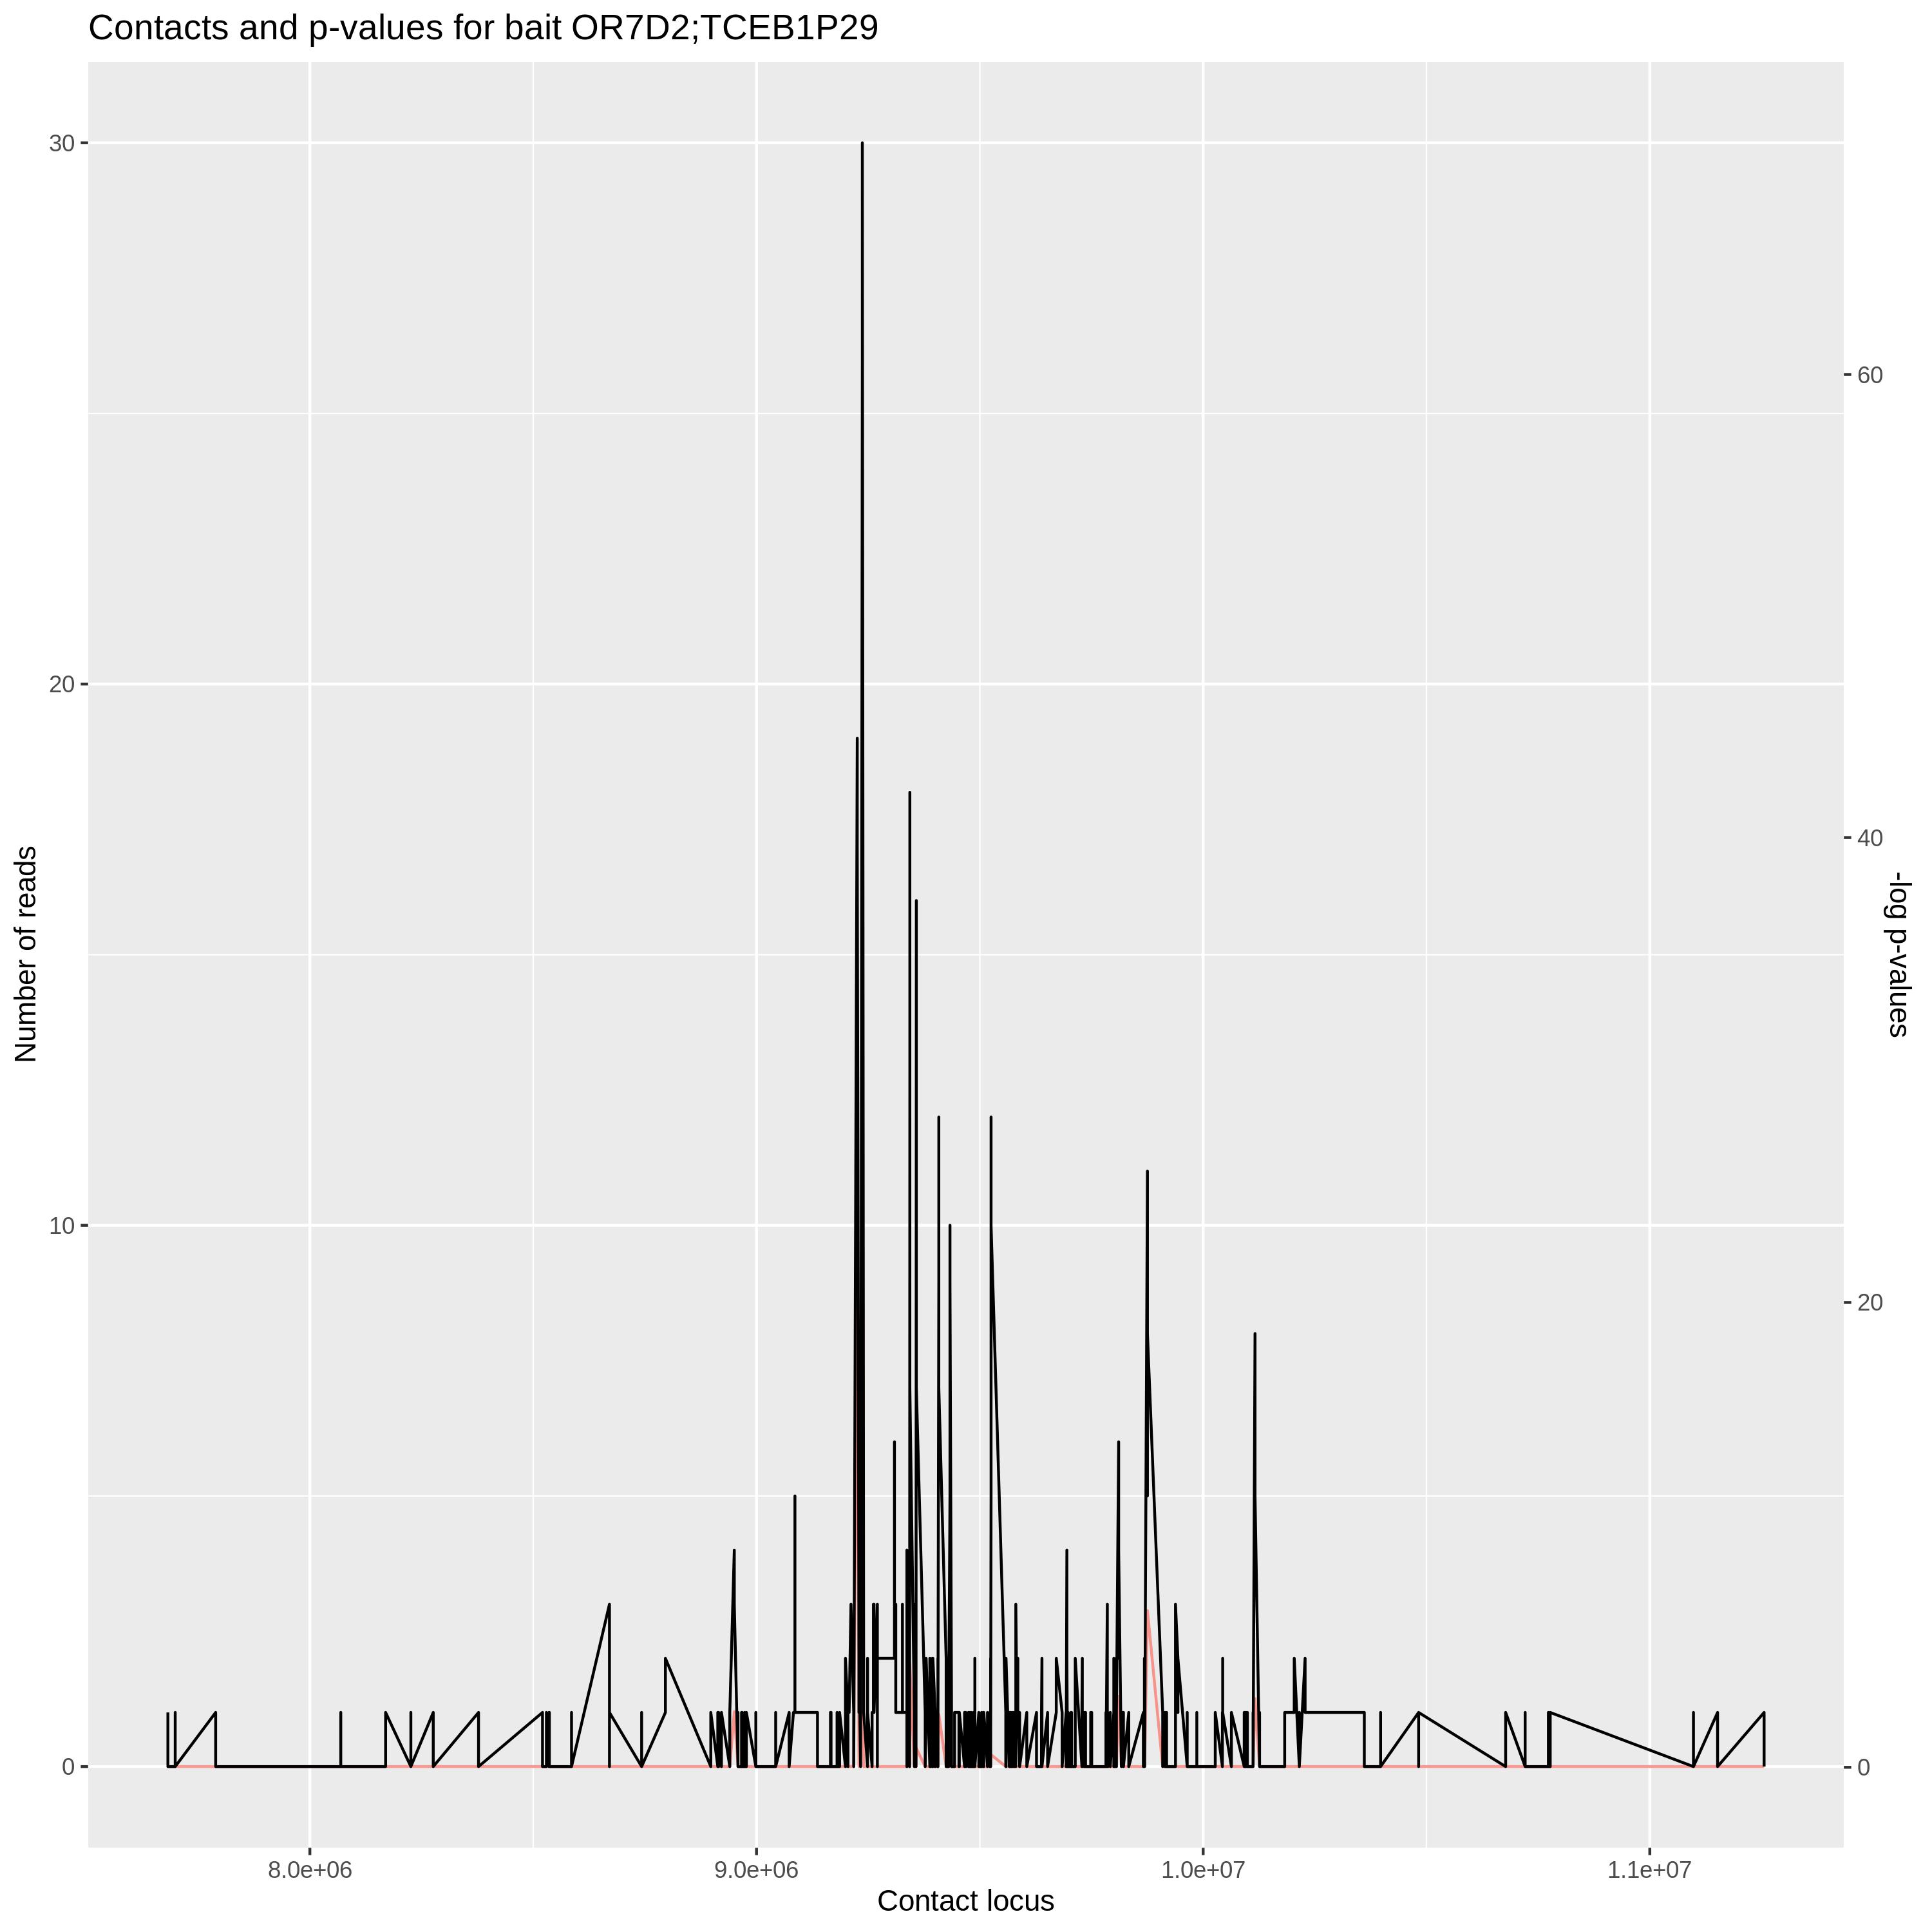 Contacts and p-values for bait OR7D2;TCEB1P29
30
20
10
0
Number of reads
60
40
20
0
-log p-values
8.0e+06
9.0e+06
1.0e+07
1.1e+07
Contact locus